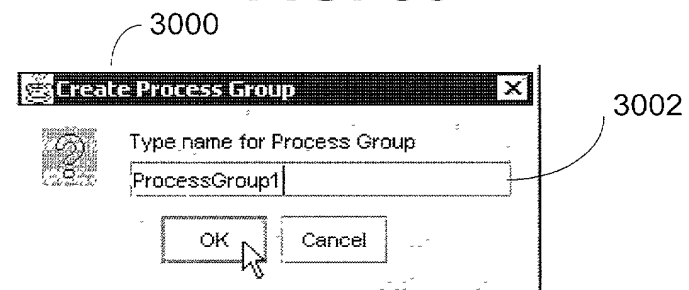 3000
Create Process Group
3002
Type name for Process Group
ProcessGroup1
OK
Cancel